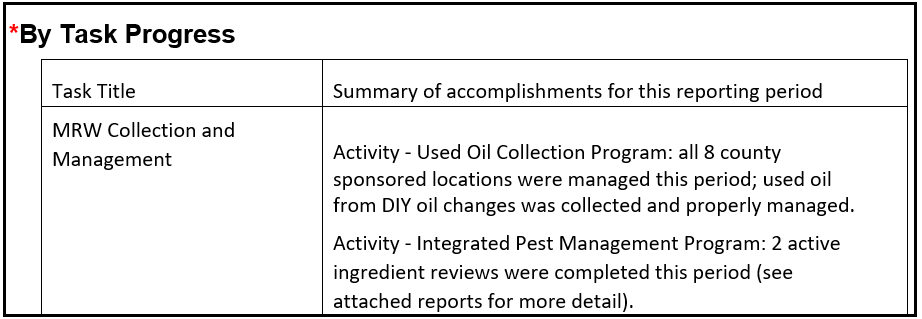 *By Task Progress
Task Title
Summary of accomplishments for this reporting period
MRW Collection and
Management
Activity - Used Oil Collection Program: all 8 county
sponsored locations were managed this period; used oil
from DIY oil changes was collected and properly managed.
Activity - Integrated Pest Management Program: 2 active
ingredient reviews were completed this period (see
attached reports for more detail).